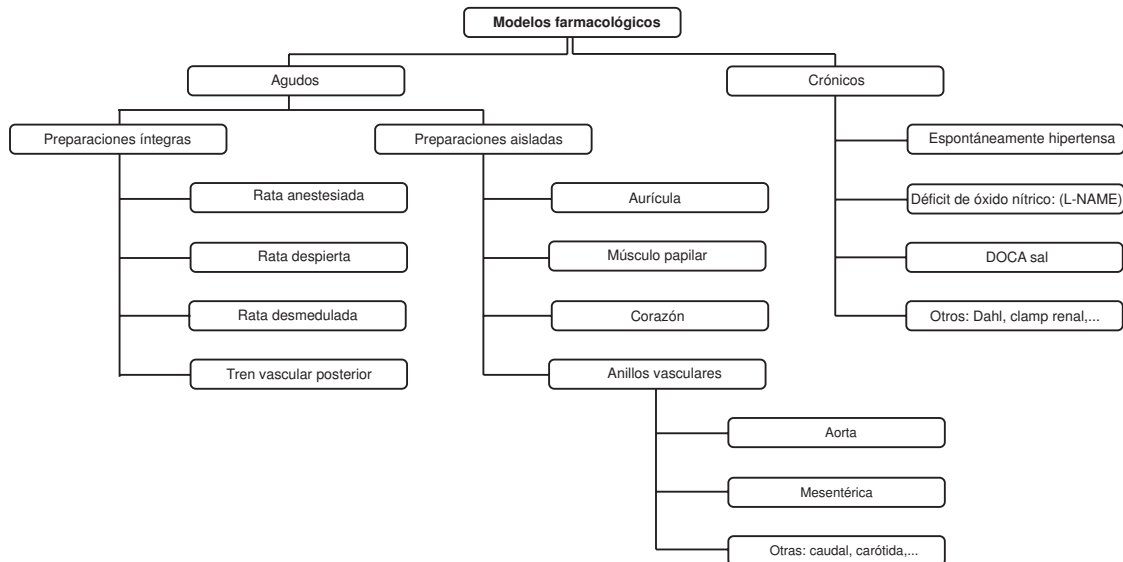 Modelos farmacológicos
Agudos
Crónicos
Preparaciones íntegras
Preparaciones aisladas
Espontáneamente hipertensa
Rata anestesiada
Aurícula
Déficit de óxido nítrico: (L-NAME)
Rata despierta
Músculo papilar
DOCA sal
Rata desmedulada
Corazón
Otros: Dahl, clamp renal,...
Tren vascular posterior
Anillos vasculares
Aorta
Mesentérica
Otras: caudal, carótida,...